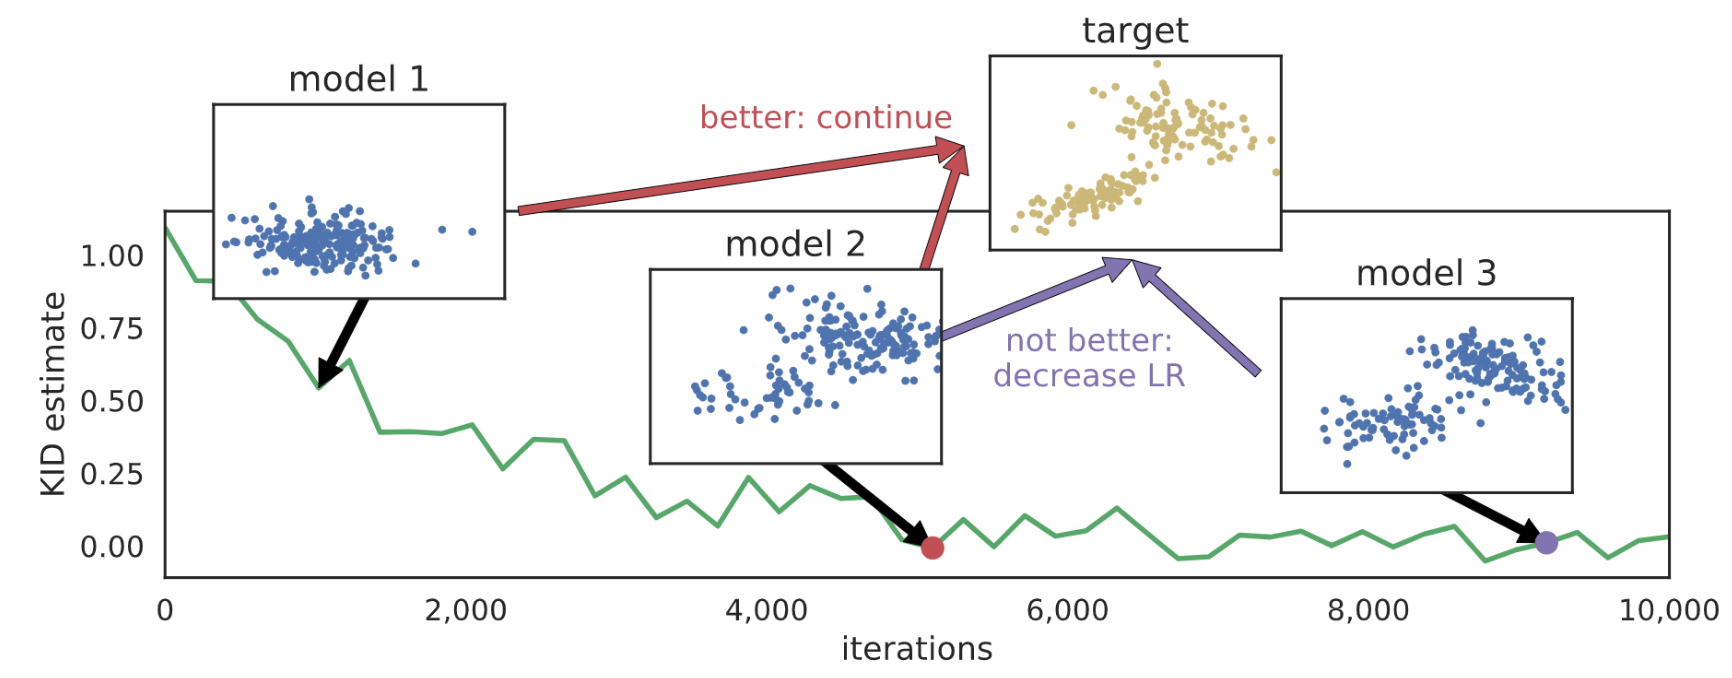 target
model 1
better: continue
model 2
model 3
not better:
decrease LR
KID estimate
1.00
0.75
0.50
0.25
0.00
0
2,000
4,000
6,000
8,000
10,000
iterations